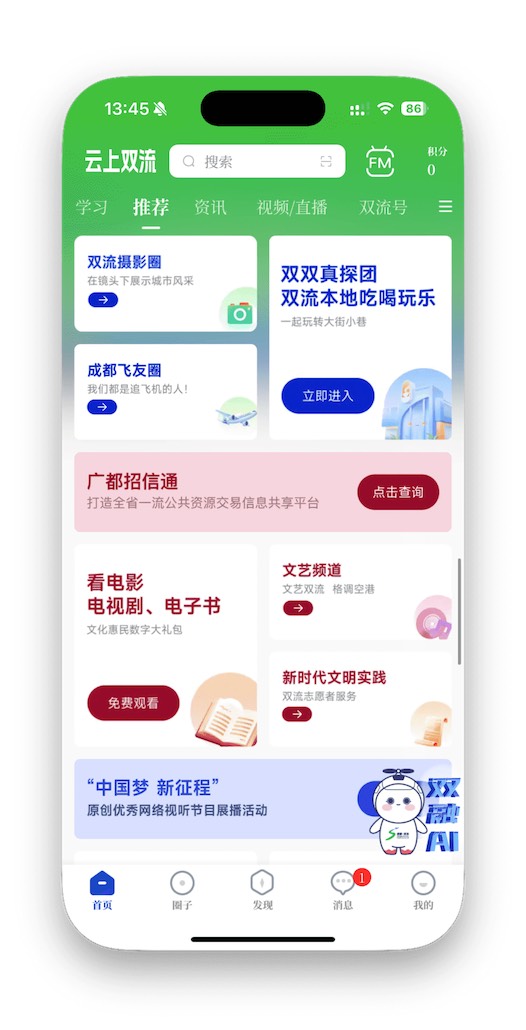 13:45
86
云上双流
搜索
FM
积分
0
学习 推荐 资讯 视频/直播 双流号
双流摄影圈
在镜头下展示城市风采
双双真探团
双流本地吃喝玩乐
一起玩转大街小巷
立即进入
成都飞友圈
我们都是追飞机的人!
广都招信通
打造全省一流公共资源交易信息共享平台
点击查询
看电影
电视剧、电子书
文化惠民数字大礼包
免费观看
文艺频道
文艺双流 格调空港
新时代文明实践
双流志愿者服务
“中国梦 新征程”
原创优秀网络视听节目展播活动
双
融
AI
1
首页 圈子 发现 消息 我的